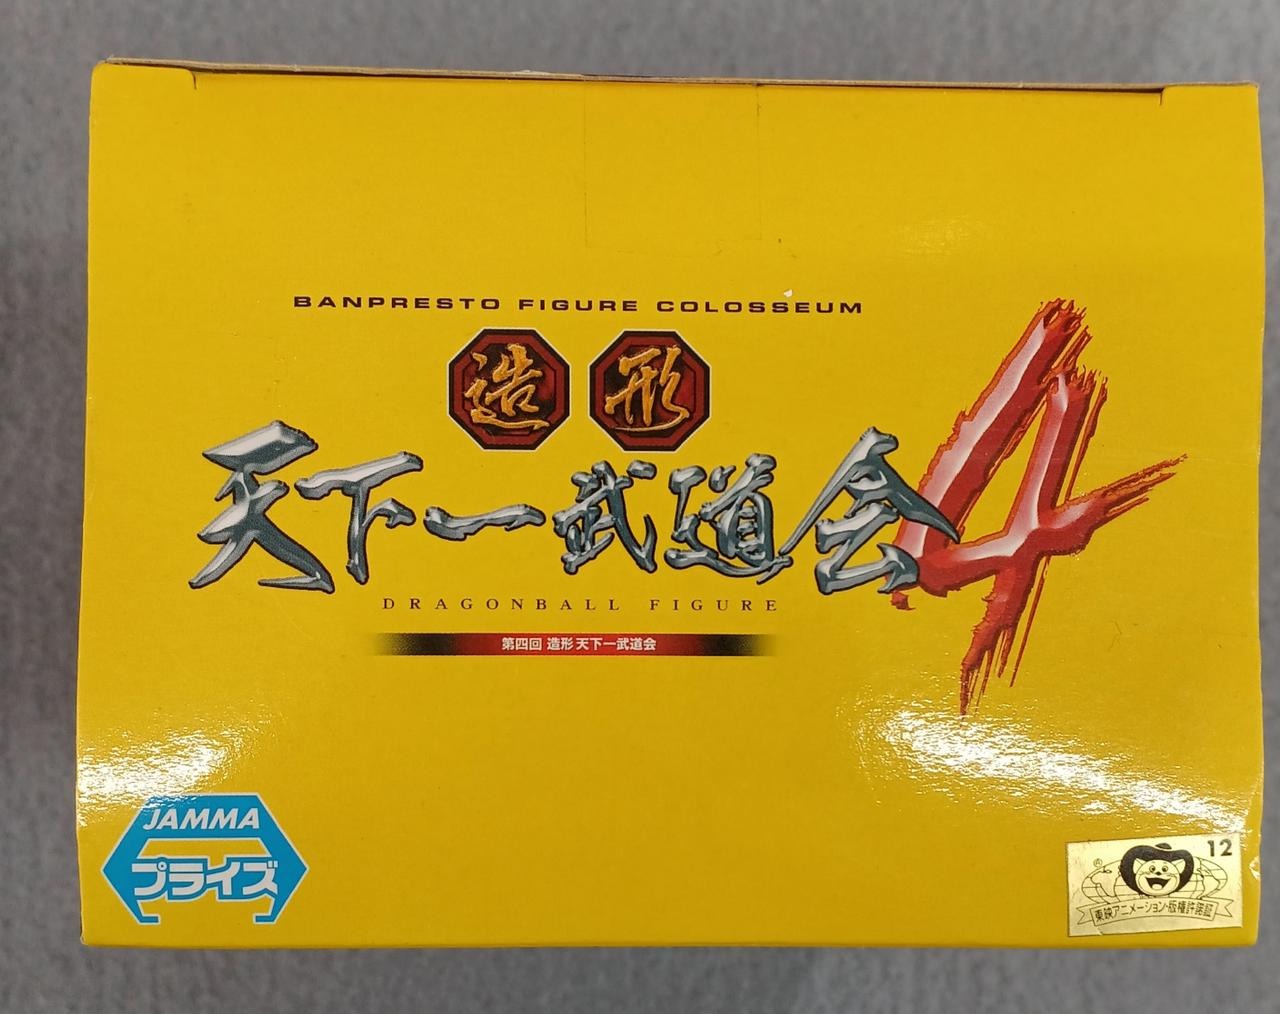 BANPRESTO FIGURE COLOSSEUM
造形
天下一武道会4
DRAGONBALL FIGURE
第四回 造形 天下一武道会
JAMMA
プライズ
12
東映アニメーション・版権許諾証